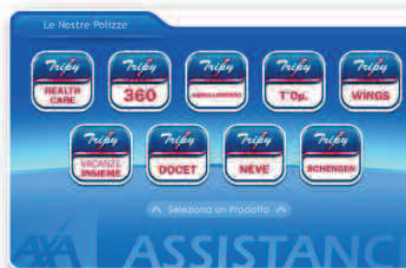 Le Nostre Polizze
Tripy Tripy Tripy Tripy Tripy
HEALTH CARE 360 ANNULLAMENTO T°Op. WINGS
Tripy Tripy Tripy Tripy
VACANZE INSIEME DOCET NEVE SCHENGEN
Seleziona un Prodotto
AXA ASSISTANC